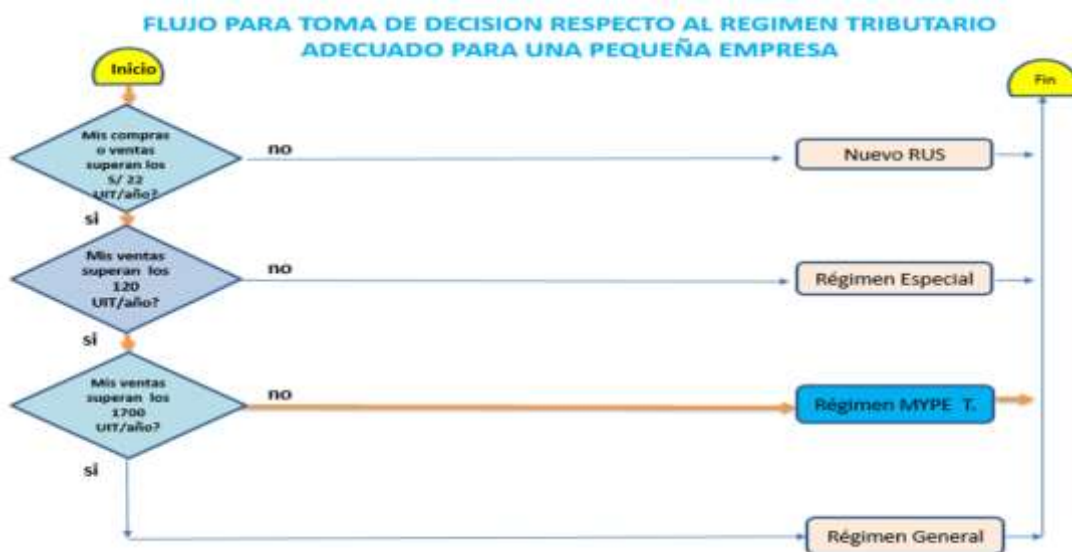 FLUJO PARA TOMA DE DECISION RESPECTO AL REGIMEN TRIBUTARIO
ADECUADO PARA UNA PEQUEÑA EMPRESA
Inicio
Fin
Mis compras
o ventas
superan los
S/ 22
UIT/año?
no
Nuevo RUS
si
Mis ventas
superan los
120
UIT/año?
no
Régimen Especial
si
Mis ventas
superan los
1700
UIT/año?
no
Régimen MYPE T.
si
Régimen General